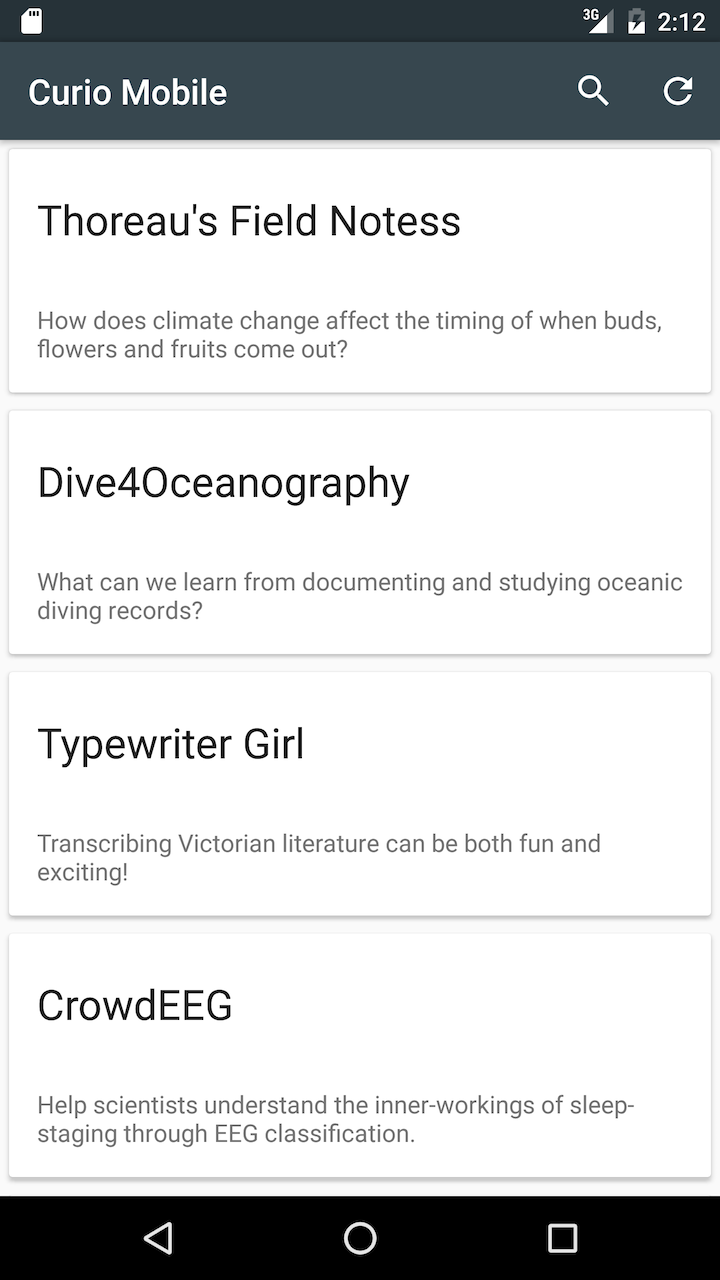 3G 2:12
Curio Mobile
Thoreau's Field Notess
How does climate change affect the timing of when buds,
flowers and fruits come out?
Dive4Oceanography
What can we learn from documenting and studying oceanic
diving records?
Typewriter Girl
Transcribing Victorian literature can be both fun and
exciting!
CrowdEEG
Help scientists understand the inner-workings of sleep-
staging through EEG classification.